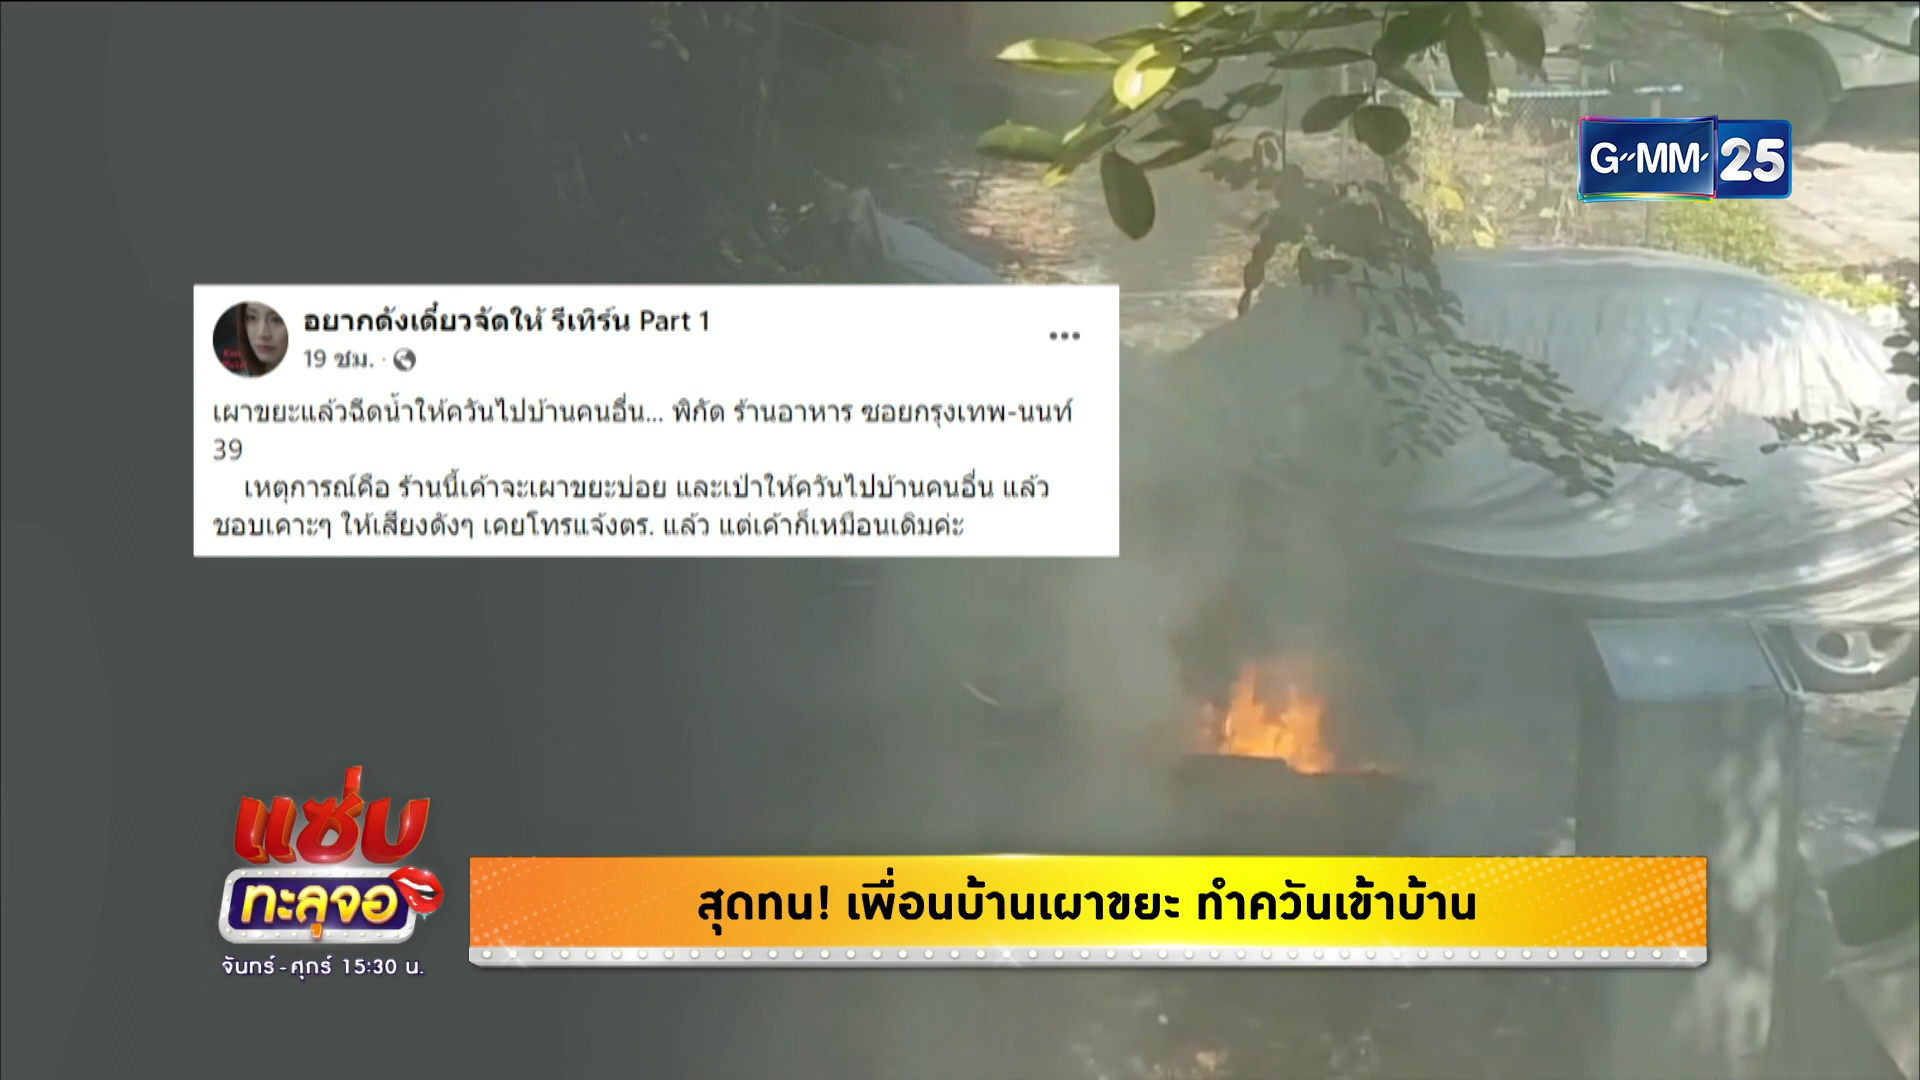 G-MM 25
อยากดังเดี๋ยวจัดให้ รีเทิร์น Part 1
19 ชม.
เผาขยะแล้วฉีดน้ำให้ควันไปบ้านคนอื่น... พิกัด ร้านอาหาร ซอยกรุงเทพ-นนท์
39
เหตุการณ์คือ ร้านนี้เค้าจะเผาขยะบ่อย และเป่าให้ควันไปบ้านคนอื่น แล้ว
ชอบเคาะๆ ให้เสียงดังๆ เคยโทรแจ้งตร. แล้ว แต่เค้าก็เหมือนเดิมค่ะ
แซ่บ
ทะลุจอ
จันทร์ - ศุกร์ 15:30 น.
สุดทน! เพื่อนบ้านเผาขยะ ทำควันเข้าบ้าน